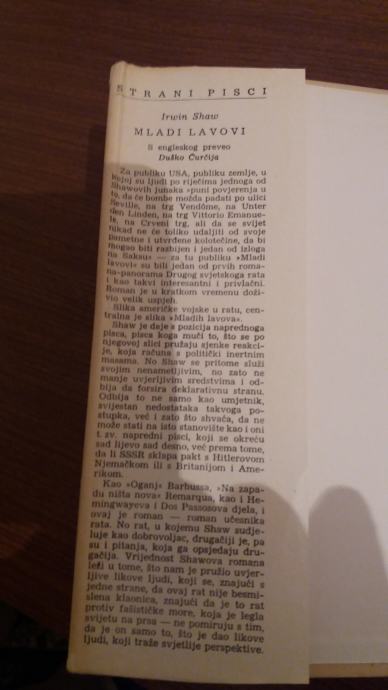 STRANI PISCI
Irwin Shaw
MLADI LAVOVI
S engleskog preveo
Duško Ćurčija
Za publiku USA, publiku zemlje, u
kojoj su ljudi po riječima jednoga od
Shawovih junaka »puni povjerenja u
to, da će bombe možda padati po ulici
Seville, na trg Vendôme, na Unter
den Linden, na trg Vittorio Emanue-
le, na Crveni trg, ali da se svijet
nikad ne će toliko udaljiti od svoje
pametne i utvrđene kolotečine, da bi
mogao biti razbijen i jedan od izloga
na Saksu« — za tu publiku »Mladi
lavovi« su bili jedan od prvih roma-
na-panorama Drugog svjetskog rata
i kao takvi interesantni i privlačni.
Roman je u kratkom vremenu doži-
vio velik uspjeh.
Slika američke vojske u ratu, cen-
tralna je slika »Mladih lavova«.
Shaw je daje s pozicija naprednoga
pisca, pisca koga muči to, što se po
njegovoj slici pružaju sjenke reakci-
je, koja računa s politički inertnim
masama. No Shaw se pritome služi
svojim nenametljivim, no zato ne
manje uvjerljivim sredstvima i od-
bija da forsira deklarativnu stranu.
Odbija to ne samo kao umjetnik,
svijestan nedostataka takvoga po-
stupka, već i zato što shvaća, da ne
može stati na isto stanovište kao i oni
t. zv. napredni pisci, koji se okreću
sad lijevo sad desno, već prema tome,
da li SSSR sklapa pakt s Hitlerovom
Njemačkom ili s Britanijom i Ame-
rikom.
Kao »Oganj« Barbussa, »Na zapa-
du ništa nova« Remarqua, kao i He-
mingwayeva i Dos Passosova djela, i
ovaj je roman — roman učesnika
rata. No rat, u kojemu Shaw sudje-
luje kao dobrovoljac, drugačiji je, pa
su i pitanja, koja ga opsjedaju dru-
gačija. Vrijednost Shawova romana
leži u tome, što nam je pružio uvjer-
ljive likove ljudi, koji se, znajući s
jedne strane, da ovaj rat nije besmi-
slena klaonica, znajući da je to rat
protiv fašističke more, koja je legla
svijetu na prsa — ne pomiruju s tim,
da je on samo to, što je dao likove
ljudi, koji traže svjetlije perspektive.